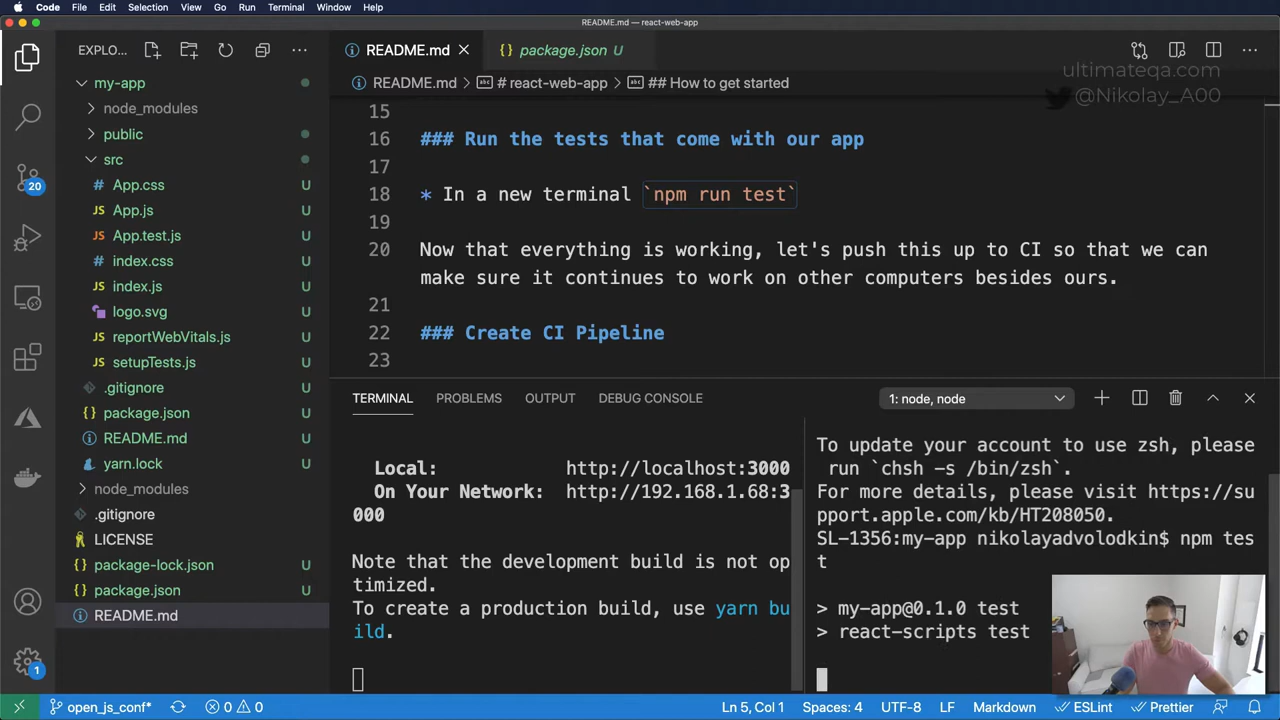 Code File Edit Selection View Go Run Terminal Window Help
README.md — react-web-app
EXPLO... README.md package.json U
ultimateqa.com
@Nikolay_A00
README.md > # react-web-app > ## How to get started
my-app
node_modules
public
src
App.css U
App.js U
App.test.js U
index.css U
index.js U
logo.svg U
reportWebVitals.js U
setupTests.js U
.gitignore U
package.json U
README.md U
yarn.lock U
node_modules
.gitignore
LICENSE
package-lock.json
package.json
README.md
20
1
15
16 ### Run the tests that come with our app
17
18 * In a new terminal `npm run test`
19
20 Now that everything is working, let's push this up to CI so that we can
make sure it continues to work on other computers besides ours.
21
22 ### Create CI Pipeline
23
TERMINAL PROBLEMS OUTPUT DEBUG CONSOLE 1: node, node
Local: http://localhost:3000
On Your Network: http://192.168.1.68:3
000
Note that the development build is not op
timized.
To create a production build, use yarn bu
ild.
To update your account to use zsh, please
run `chsh -s /bin/zsh`.
For more details, please visit https://su
pport.apple.com/kb/HT208050.
SL-1356:my-app nikolayadvolodkin$ npm tes
t
> my-app@0.1.0 test
> react-scripts test
open_js_conf* 0 0 Ln 5, Col 1 Spaces: 4 UTF-8 LF Markdown ESLint Prettier